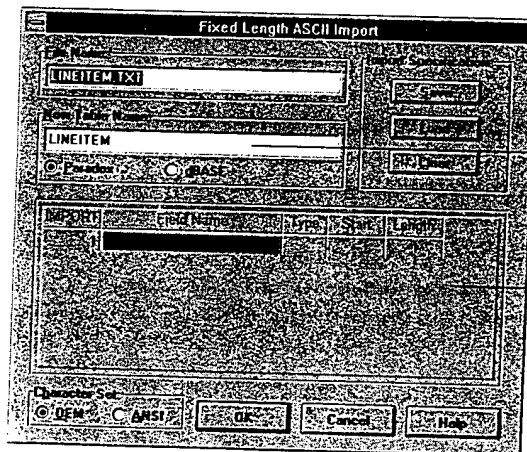 Fixed Length ASCII Import
File Name:
LINEITEM.TXT
New Table Name:
LINEITEM
Paradox
dBASE
Import Specification:
Save
Load
Clear
IMPORT Field Name Type Start Length
1
Character Set:
OEM
ANSI
OK
Cancel
Help